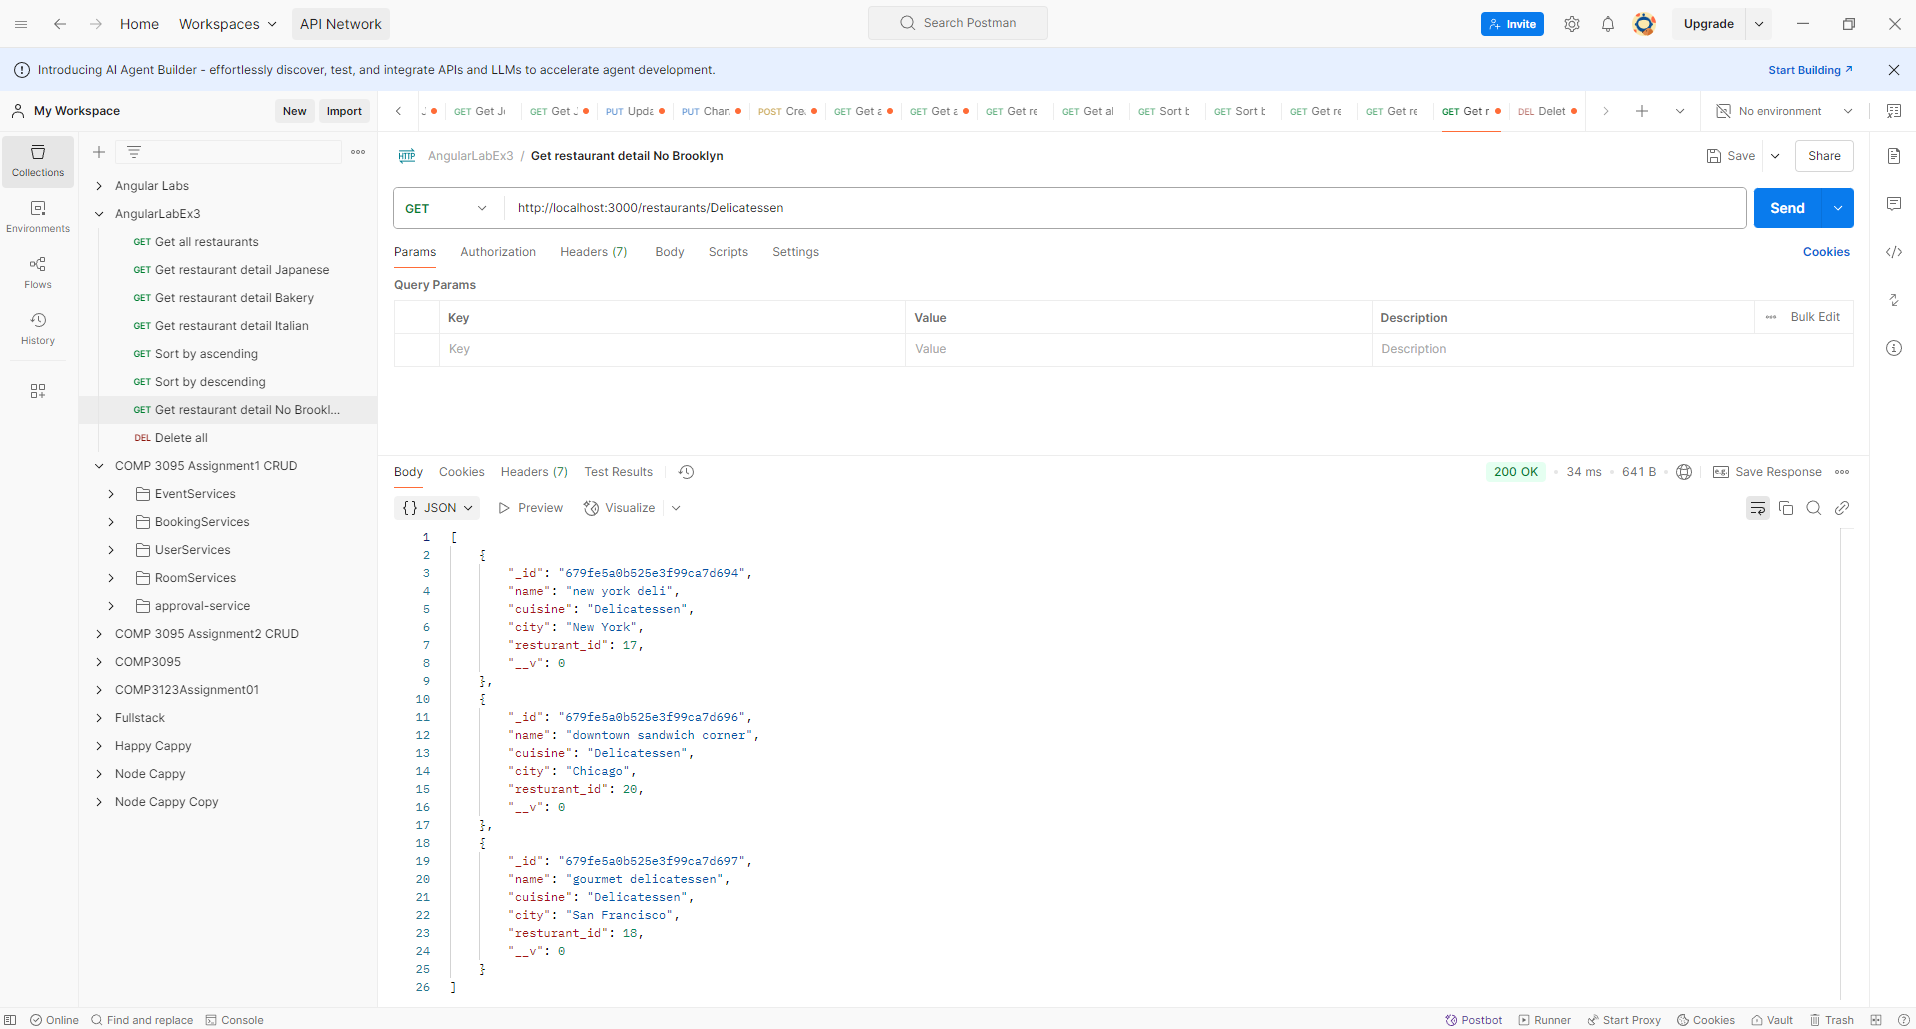 Home Workspaces API Network Search Postman Invite Upgrade
Introducing AI Agent Builder - effortlessly discover, test, and integrate APIs and LLMs to accelerate agent development. Start Building
My Workspace New Import
GET Get Jo GET Get J PUT Upda PUT Chan POST Crea GET Get a GET Get a GET Get re GET Get al GET Sort b GET Sort b GET Get re GET Get re GET Get r DEL Delet No environment
Collections
Environments
Flows
History
Angular Labs
AngularLabEx3
GET Get all restaurants
GET Get restaurant detail Japanese
GET Get restaurant detail Bakery
GET Get restaurant detail Italian
GET Sort by ascending
GET Sort by descending
GET Get restaurant detail No Brookl...
DEL Delete all
COMP 3095 Assignment1 CRUD
EventServices
BookingServices
UserServices
RoomServices
approval-service
COMP 3095 Assignment2 CRUD
COMP3095
COMP3123Assignment01
Fullstack
Happy Cappy
Node Cappy
Node Cappy Copy
HTTP AngularLabEx3 / Get restaurant detail No Brooklyn Save Share
GET http://localhost:3000/restaurants/Delicatessen Send
Params Authorization Headers (7) Body Scripts Settings Cookies
Query Params
Key Value Description Bulk Edit
Key Value Description
Body Cookies Headers (7) Test Results 200 OK 34 ms 641 B e.g. Save Response
{} JSON Preview Visualize
1 [
2 {
3 "_id": "679fe5a0b525e3f99ca7d694",
4 "name": "new york deli",
5 "cuisine": "Delicatessen",
6 "city": "New York",
7 "resturant_id": 17,
8 "__v": 0
9 },
10 {
11 "_id": "679fe5a0b525e3f99ca7d696",
12 "name": "downtown sandwich corner",
13 "cuisine": "Delicatessen",
14 "city": "Chicago",
15 "resturant_id": 20,
16 "__v": 0
17 },
18 {
19 "_id": "679fe5a0b525e3f99ca7d697",
20 "name": "gourmet delicatessen",
21 "cuisine": "Delicatessen",
22 "city": "San Francisco",
23 "resturant_id": 18,
24 "__v": 0
25 }
26 ]
Online Find and replace Console Postbot Runner Start Proxy Cookies Vault Trash